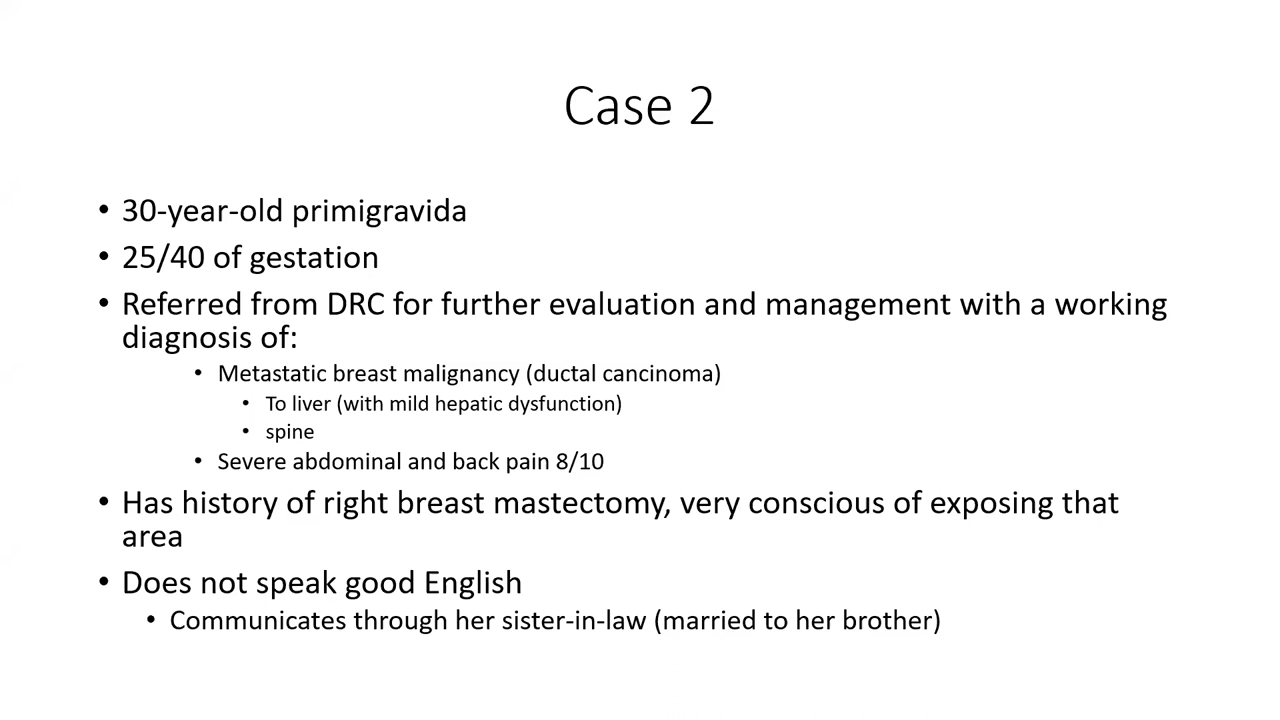 Case 2
• 30-year-old primigravida
• 25/40 of gestation
• Referred from DRC for further evaluation and management with a working
diagnosis of:
• Metastatic breast malignancy (ductal cancinoma)
• To liver (with mild hepatic dysfunction)
• spine
• Severe abdominal and back pain 8/10
• Has history of right breast mastectomy, very conscious of exposing that
area
• Does not speak good English
• Communicates through her sister-in-law (married to her brother)